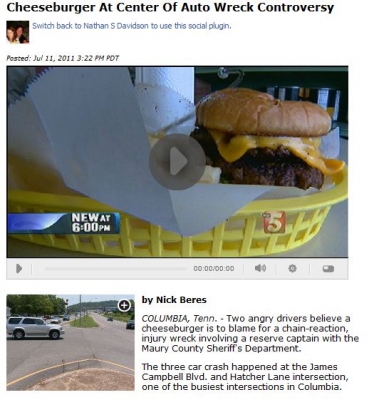 Cheeseburger At Center Of Auto Wreck Controversy
Switch back to Nathan S Davidson to use this social plugin.
Posted: Jul 11, 2011 3:22 PM PDT
NEW AT
6:00PM
5
00:00/00:00
by Nick Beres
COLUMBIA, Tenn. - Two angry drivers believe a
cheeseburger is to blame for a chain-reaction,
injury wreck involving a reserve captain with the
Maury County Sheriff's Department.
The three car crash happened at the James
Campbell Blvd. and Hatcher Lane intersection,
one of the busiest intersections in Columbia.